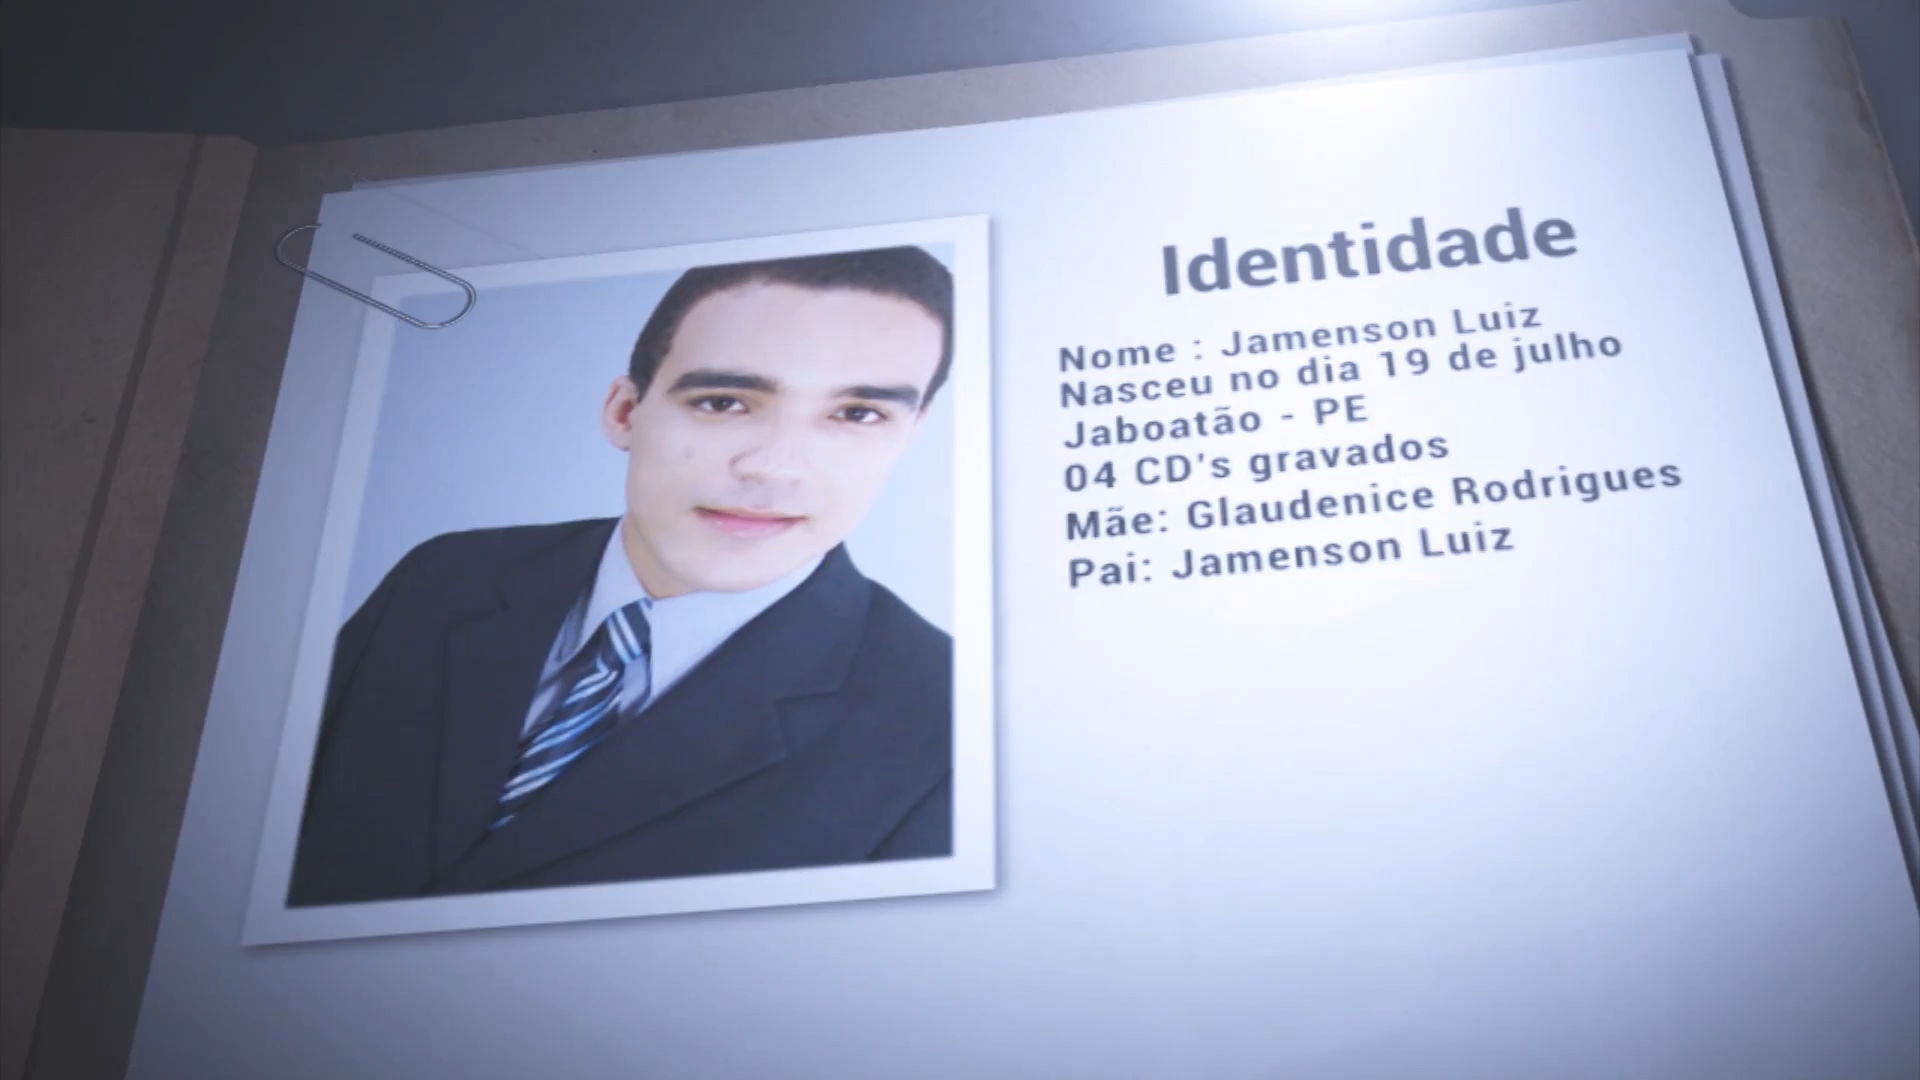 Identidade
Nome : Jamenson Luiz
Nasceu no dia 19 de julho
Jaboatão - PE
04 CD's gravados
Mãe: Glaudenice Rodrigues
Pai: Jamenson Luiz